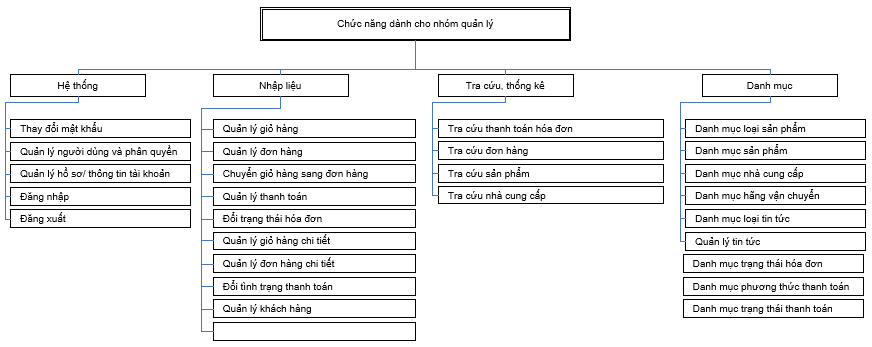 Chức năng dành cho nhóm quản lý
Hệ thống
Thay đổi mật khẩu
Quản lý người dùng và phân quyền
Quản lý hồ sơ/ thông tin tài khoản
Đăng nhập
Đăng xuất
Nhập liệu
Quản lý giỏ hàng
Quản lý đơn hàng
Chuyển giỏ hàng sang đơn hàng
Quản lý thanh toán
Đổi trạng thái hóa đơn
Quản lý giỏ hàng chi tiết
Quản lý đơn hàng chi tiết
Đổi tình trạng thanh toán
Quản lý khách hàng
Tra cứu, thống kê
Tra cứu thanh toán hóa đơn
Tra cứu đơn hàng
Tra cứu sản phẩm
Tra cứu nhà cung cấp
Danh mục
Danh mục loại sản phẩm
Danh mục sản phẩm
Danh mục nhà cung cấp
Danh mục hãng vận chuyển
Danh mục loại tin tức
Quản lý tin tức
Danh mục trạng thái hóa đơn
Danh mục phương thức thanh toán
Danh mục trạng thái thanh toán